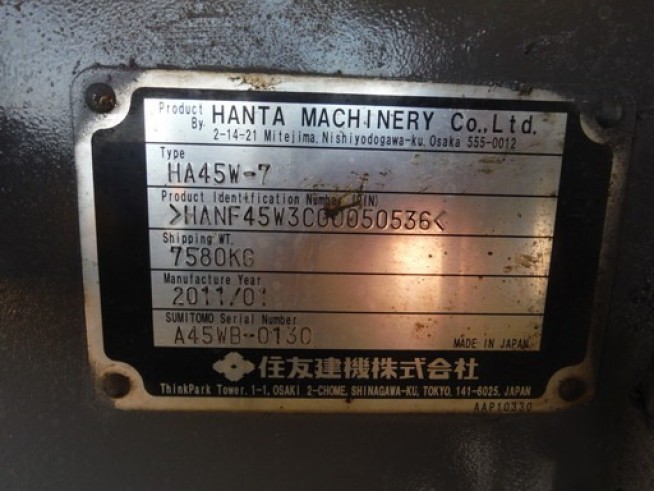 Product By HANTA MACHINERY Co.,Ltd.
2-14-21 Mitejima, Nishiyodogawa-ku, Osaka 555-0012
Type
HA45W-7
Product Identification Number (PIN)
>HANF45W3C00050536<
Shipping WT.
7580KG
Manufacture Year
2011/01
SUMITOMO Serial Number
A45WB-0130
MADE IN JAPAN
住友建機株式会社
ThinkPark Tower, 1-1, OSAKI 2-CHOME, SHINAGAWA-KU, TOKYO, 141-6025, JAPAN
AAP10330